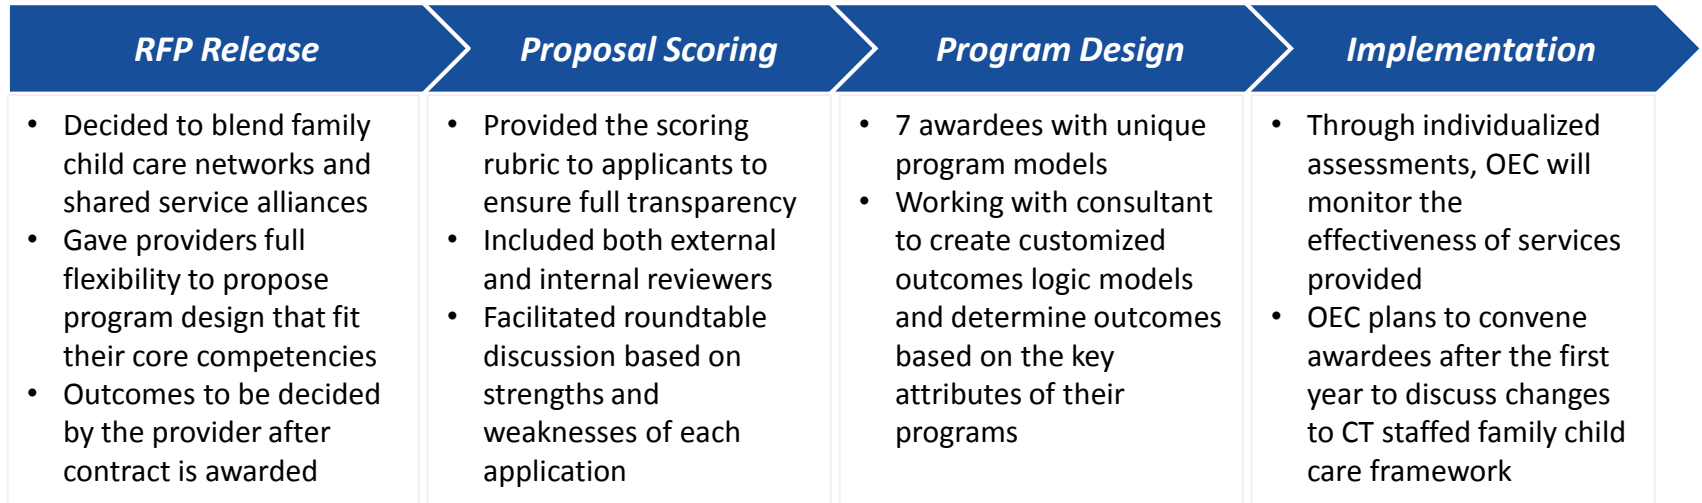 RFP Release
• Decided to blend family
child care networks and
shared service alliances
• Gave providers full
flexibility to propose
program design that fit
their core competencies
• Outcomes to be decided
by the provider after
contract is awarded
Proposal Scoring
• Provided the scoring
rubric to applicants to
ensure full transparency
• Included both external
and internal reviewers
• Facilitated roundtable
discussion based on
strengths and
weaknesses of each
application
Program Design
• 7 awardees with unique
program models
• Working with consultant
to create customized
outcomes logic models
and determine outcomes
based on the key
attributes of their
programs
Implementation
• Through individualized
assessments, OEC will
monitor the
effectiveness of services
provided
• OEC plans to convene
awardees after the first
year to discuss changes
to CT staffed family child
care framework